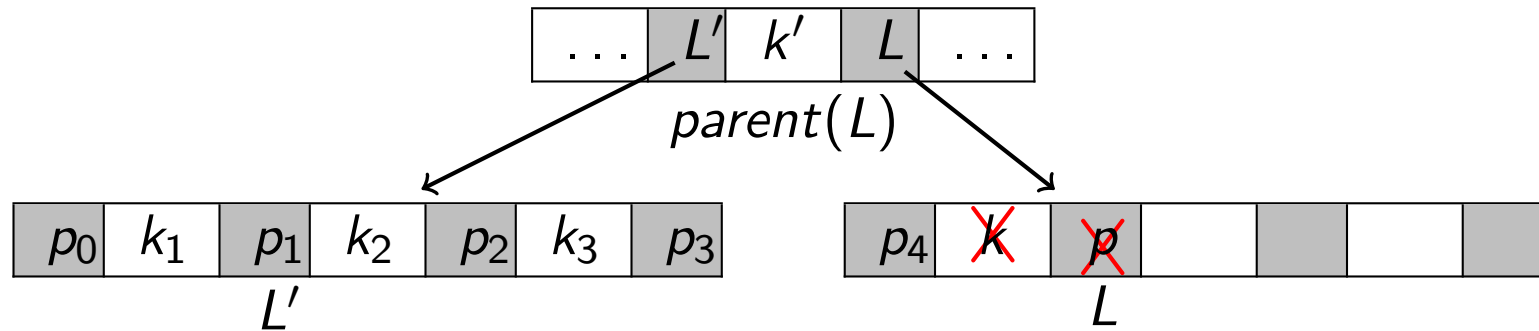 ... L′ k′ L ...
parent(L)
p₀ k₁ p₁ k₂ p₂ k₃ p₃
p₄ k p
L′
L